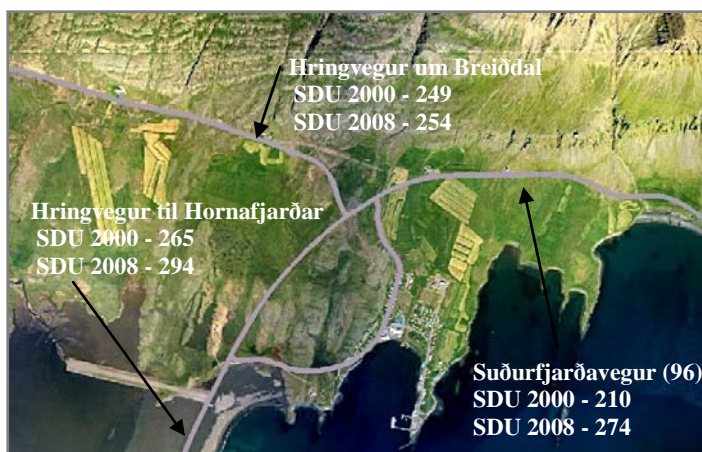 Hringvegur um Breiðdal
SDU 2000 - 249
SDU 2008 - 254
Hringvegur til Hornafjarðar
SDU 2000 - 265
SDU 2008 - 294
Suðurfjarðavegur (96)
SDU 2000 - 210
SDU 2008 - 274